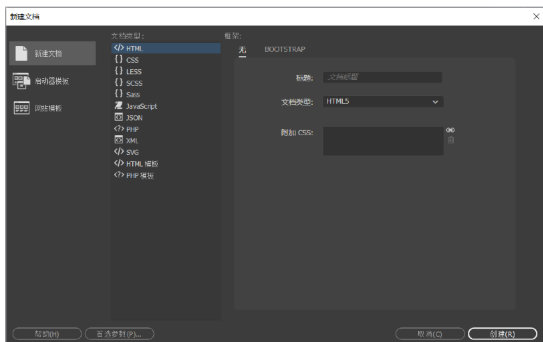 新建文档
文档类型:
框架:
新建文档
启动器模板
网站模板
</> HTML
{} CSS
{} LESS
{} SCSS
{} Sass
JavaScript
JSON
<?> PHP
XML
</> SVG
</> HTML 模板
<?> PHP 模板
无
BOOTSTRAP
标题:
文档标题
文档类型:
HTML5
附加 CSS:
帮助(H)
首选参数(P)...
取消(C)
创建(R)